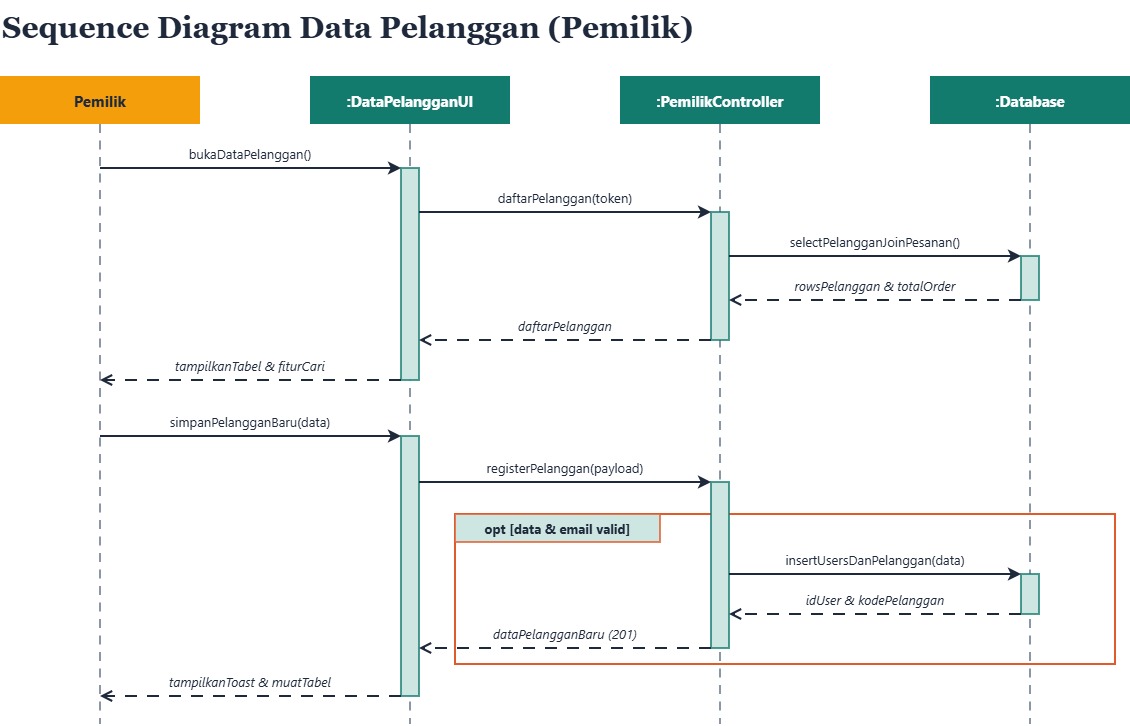 Sequence Diagram Data Pelanggan (Pemilik)
Pemilik
:DataPelangganUI
:PemilikController
:Database
bukaDataPelanggan()
daftarPelanggan(token)
selectPelangganJoinPesanan()
rowsPelanggan & totalOrder
daftarPelanggan
tampilkanTabel & fiturCari
simpanPelangganBaru(data)
registerPelanggan(payload)
opt [data & email valid]
insertUsersDanPelanggan(data)
idUser & kodePelanggan
dataPelangganBaru (201)
tampilkanToast & muatTabel